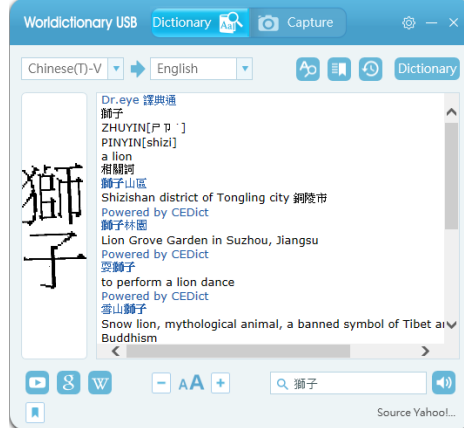 Worldictionary USB Dictionary Capture
Chinese(T)-V English Dictionary
獅子
Dr.eye 譯典通
獅子
ZHUYIN[ㄕ ㄗ ˙]
PINYIN[shizi]
a lion
相關詞
獅子山區
Shizishan district of Tongling city 銅陵市
Powered by CEDict
獅子林園
Lion Grove Garden in Suzhou, Jiangsu
Powered by CEDict
耍獅子
to perform a lion dance
Powered by CEDict
雪山獅子
Snow lion, mythological animal, a banned symbol of Tibet
Buddhism
g W - AA + 獅子
Source Yahoo!...